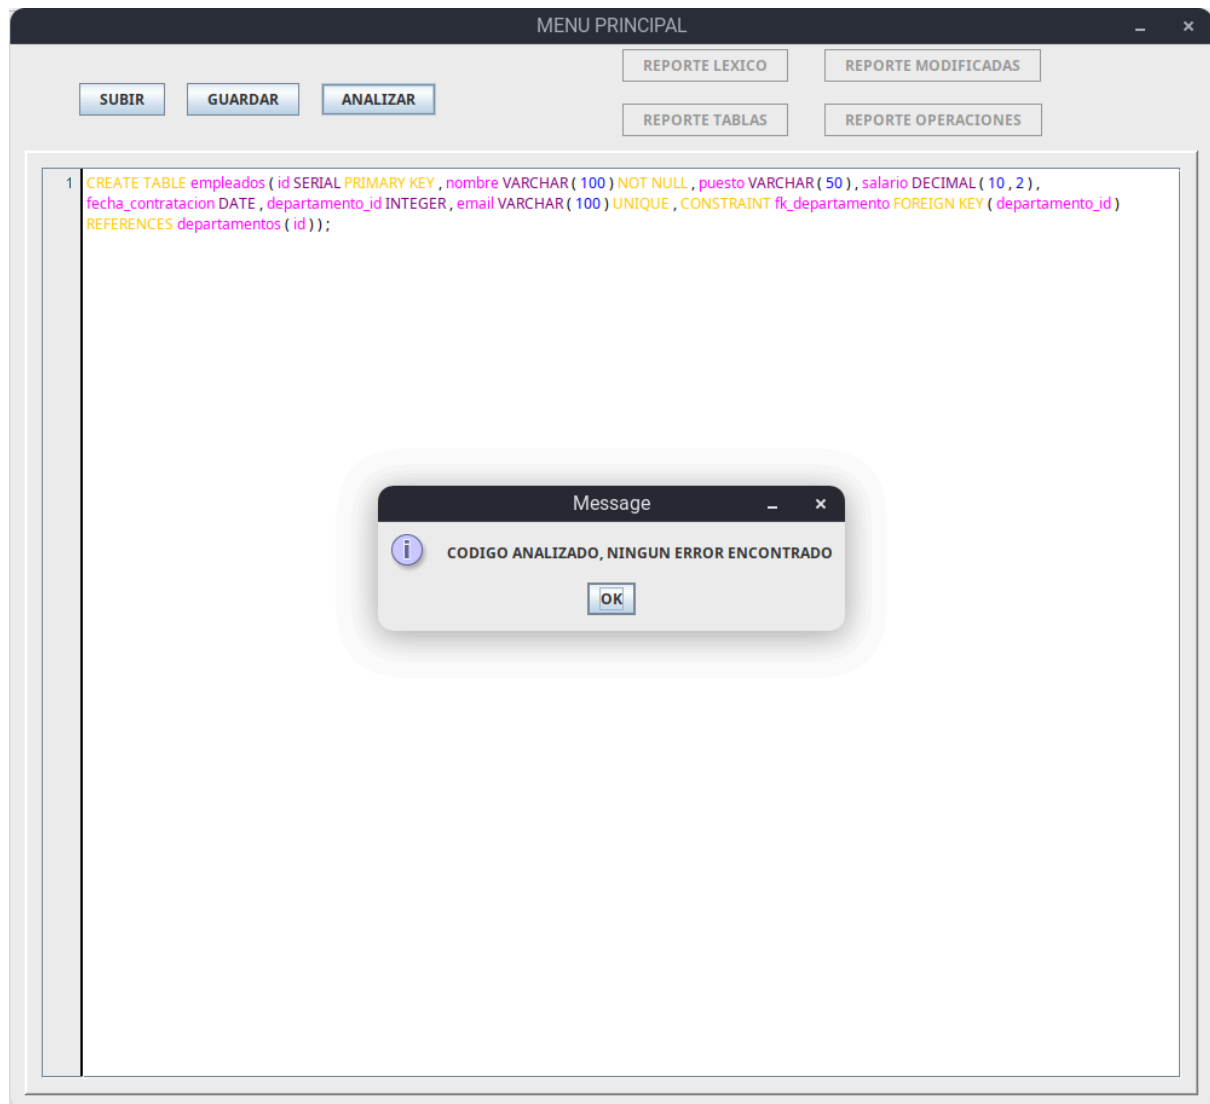 MENU PRINCIPAL
REPORTE LEXICO
REPORTE MODIFICADAS
SUBIR
GUARDAR
ANALIZAR
REPORTE TABLAS
REPORTE OPERACIONES
1 CREATE TABLE empleados ( id SERIAL PRIMARY KEY , nombre VARCHAR ( 100 ) NOT NULL , puesto VARCHAR ( 50 ) , salario DECIMAL ( 10 , 2 ) ,
fecha_contratacion DATE , departamento_id INTEGER , email VARCHAR ( 100 ) UNIQUE , CONSTRAINT fk_departamento FOREIGN KEY ( departamento_id )
REFERENCES departamentos ( id ) ) ;
Message
CODIGO ANALIZADO, NINGUN ERROR ENCONTRADO
OK